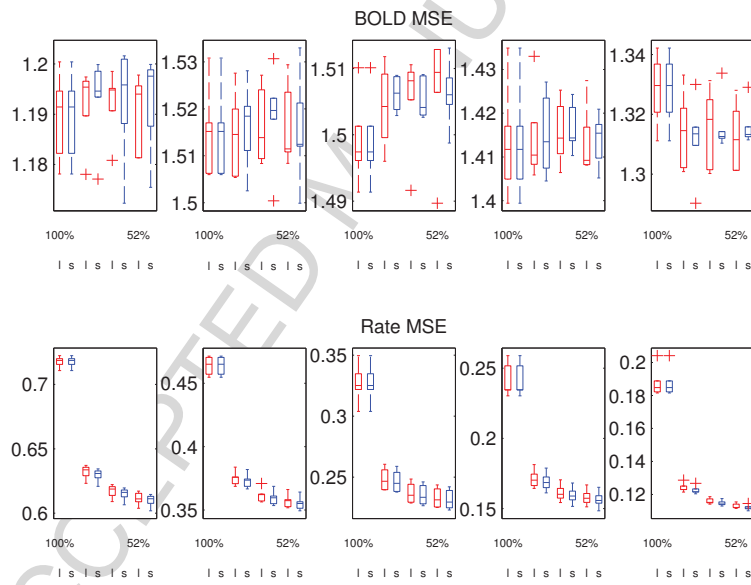 BOLD MSE
1.2 1.19 1.18
1.53 1.52 1.51 1.5
1.51 1.5 1.49
1.43 1.42 1.41 1.4
1.34 1.32 1.3
100% 52% 100% 52% 100% 52% 100% 52% 100% 52%
l s l s l s l s l s l s l s l s l s l s l s l s l s l s l s l s l s l s l s l s
Rate MSE
0.7 0.65 0.6
0.45 0.4 0.35
0.35 0.3 0.25
0.25 0.2 0.15
0.2 0.18 0.16 0.14 0.12
100% 52% 100% 52% 100% 52% 100% 52% 100% 52%
l s l s l s l s l s l s l s l s l s l s l s l s l s l s l s l s l s l s l s l s